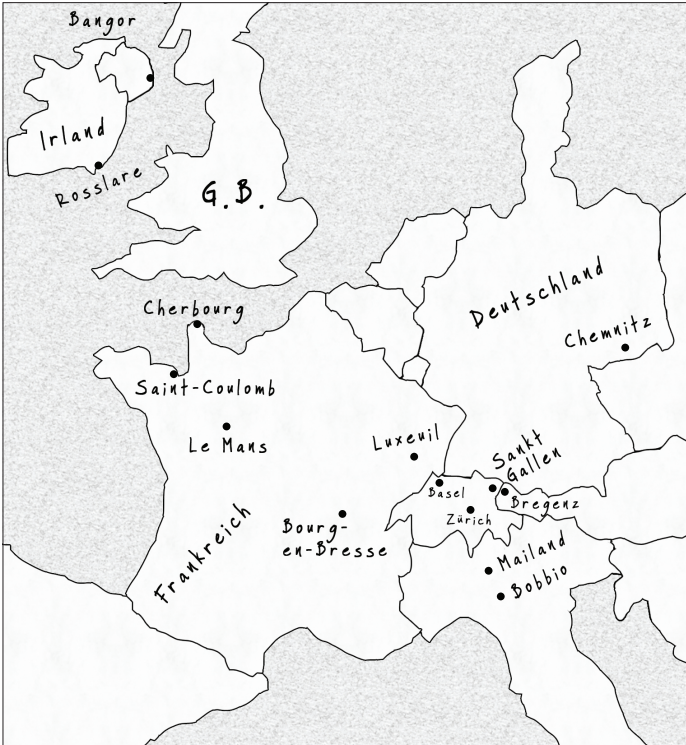 Bangor
Irland
Rosslare
G.B.
Deutschland
Cherbourg
Chemnitz
Saint-Coulomb
Le Mans
Luxeuil
Sankt
Gallen
Basel
Bregenz
Zürich
Frankreich
Bourg-
en-Bresse
Mailand
Bobbio